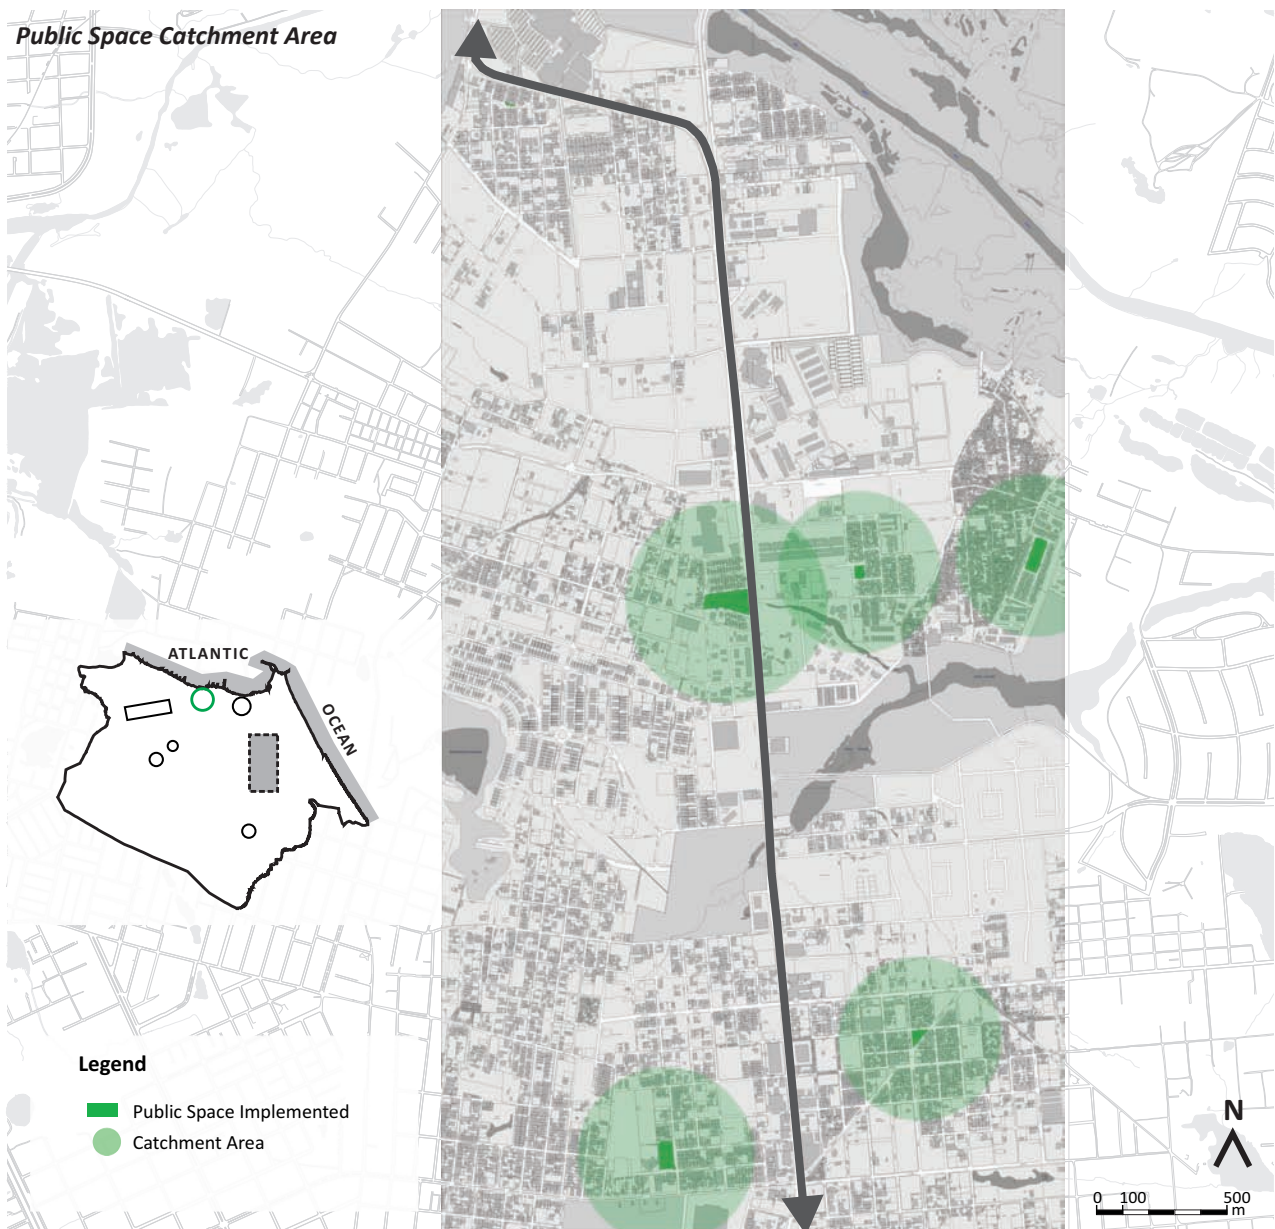 Public Space Catchment Area
ATLANTIC
OCEAN
Legend
Public Space Implemented
Catchment Area
N
0 100 500
m